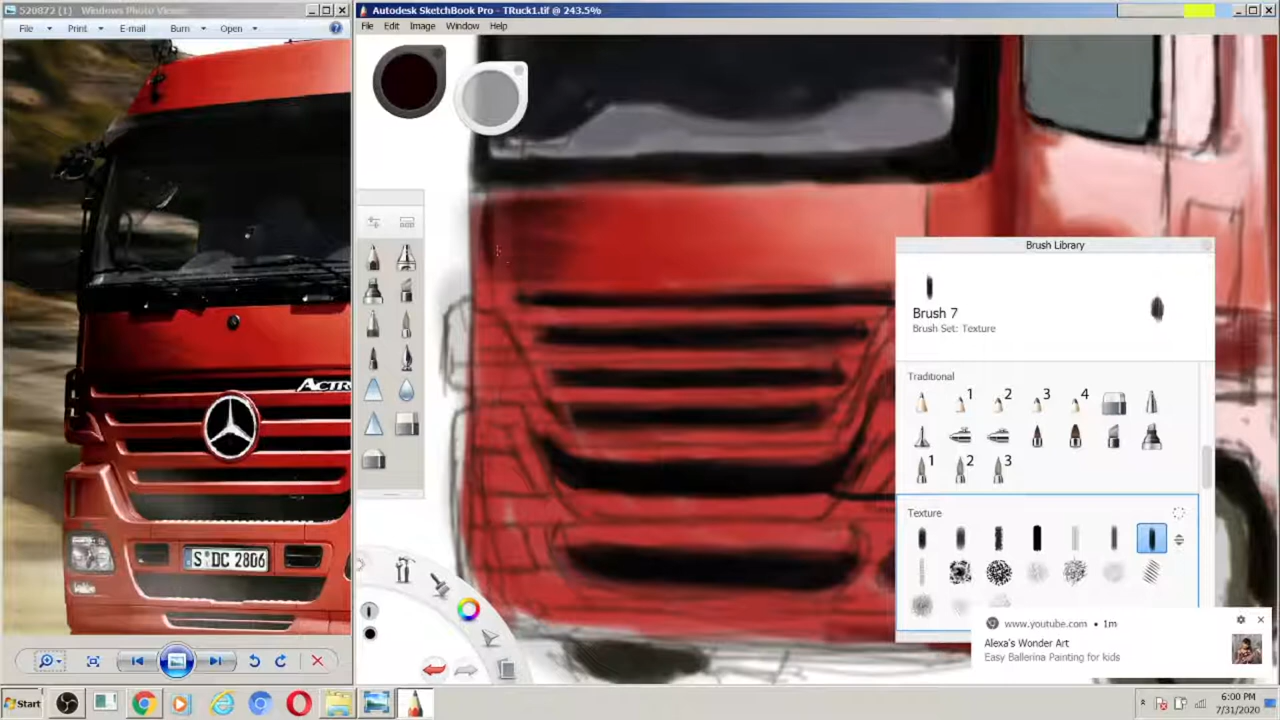 520872 (1) - Windows Photo Viewer
File Print E-mail Burn Open
ACTR
S DC 2806
Autodesk SketchBook Pro - TRuck1.tif @ 243.5%
File Edit Image Window Help
Brush Library
Brush 7
Brush Set: Texture
Traditional
1 2 3 4
1 2 3
Texture
www.youtube.com • 1m
Alexa's Wonder Art
Easy Ballerina Painting for kids
Start
6:00 PM
7/31/2020